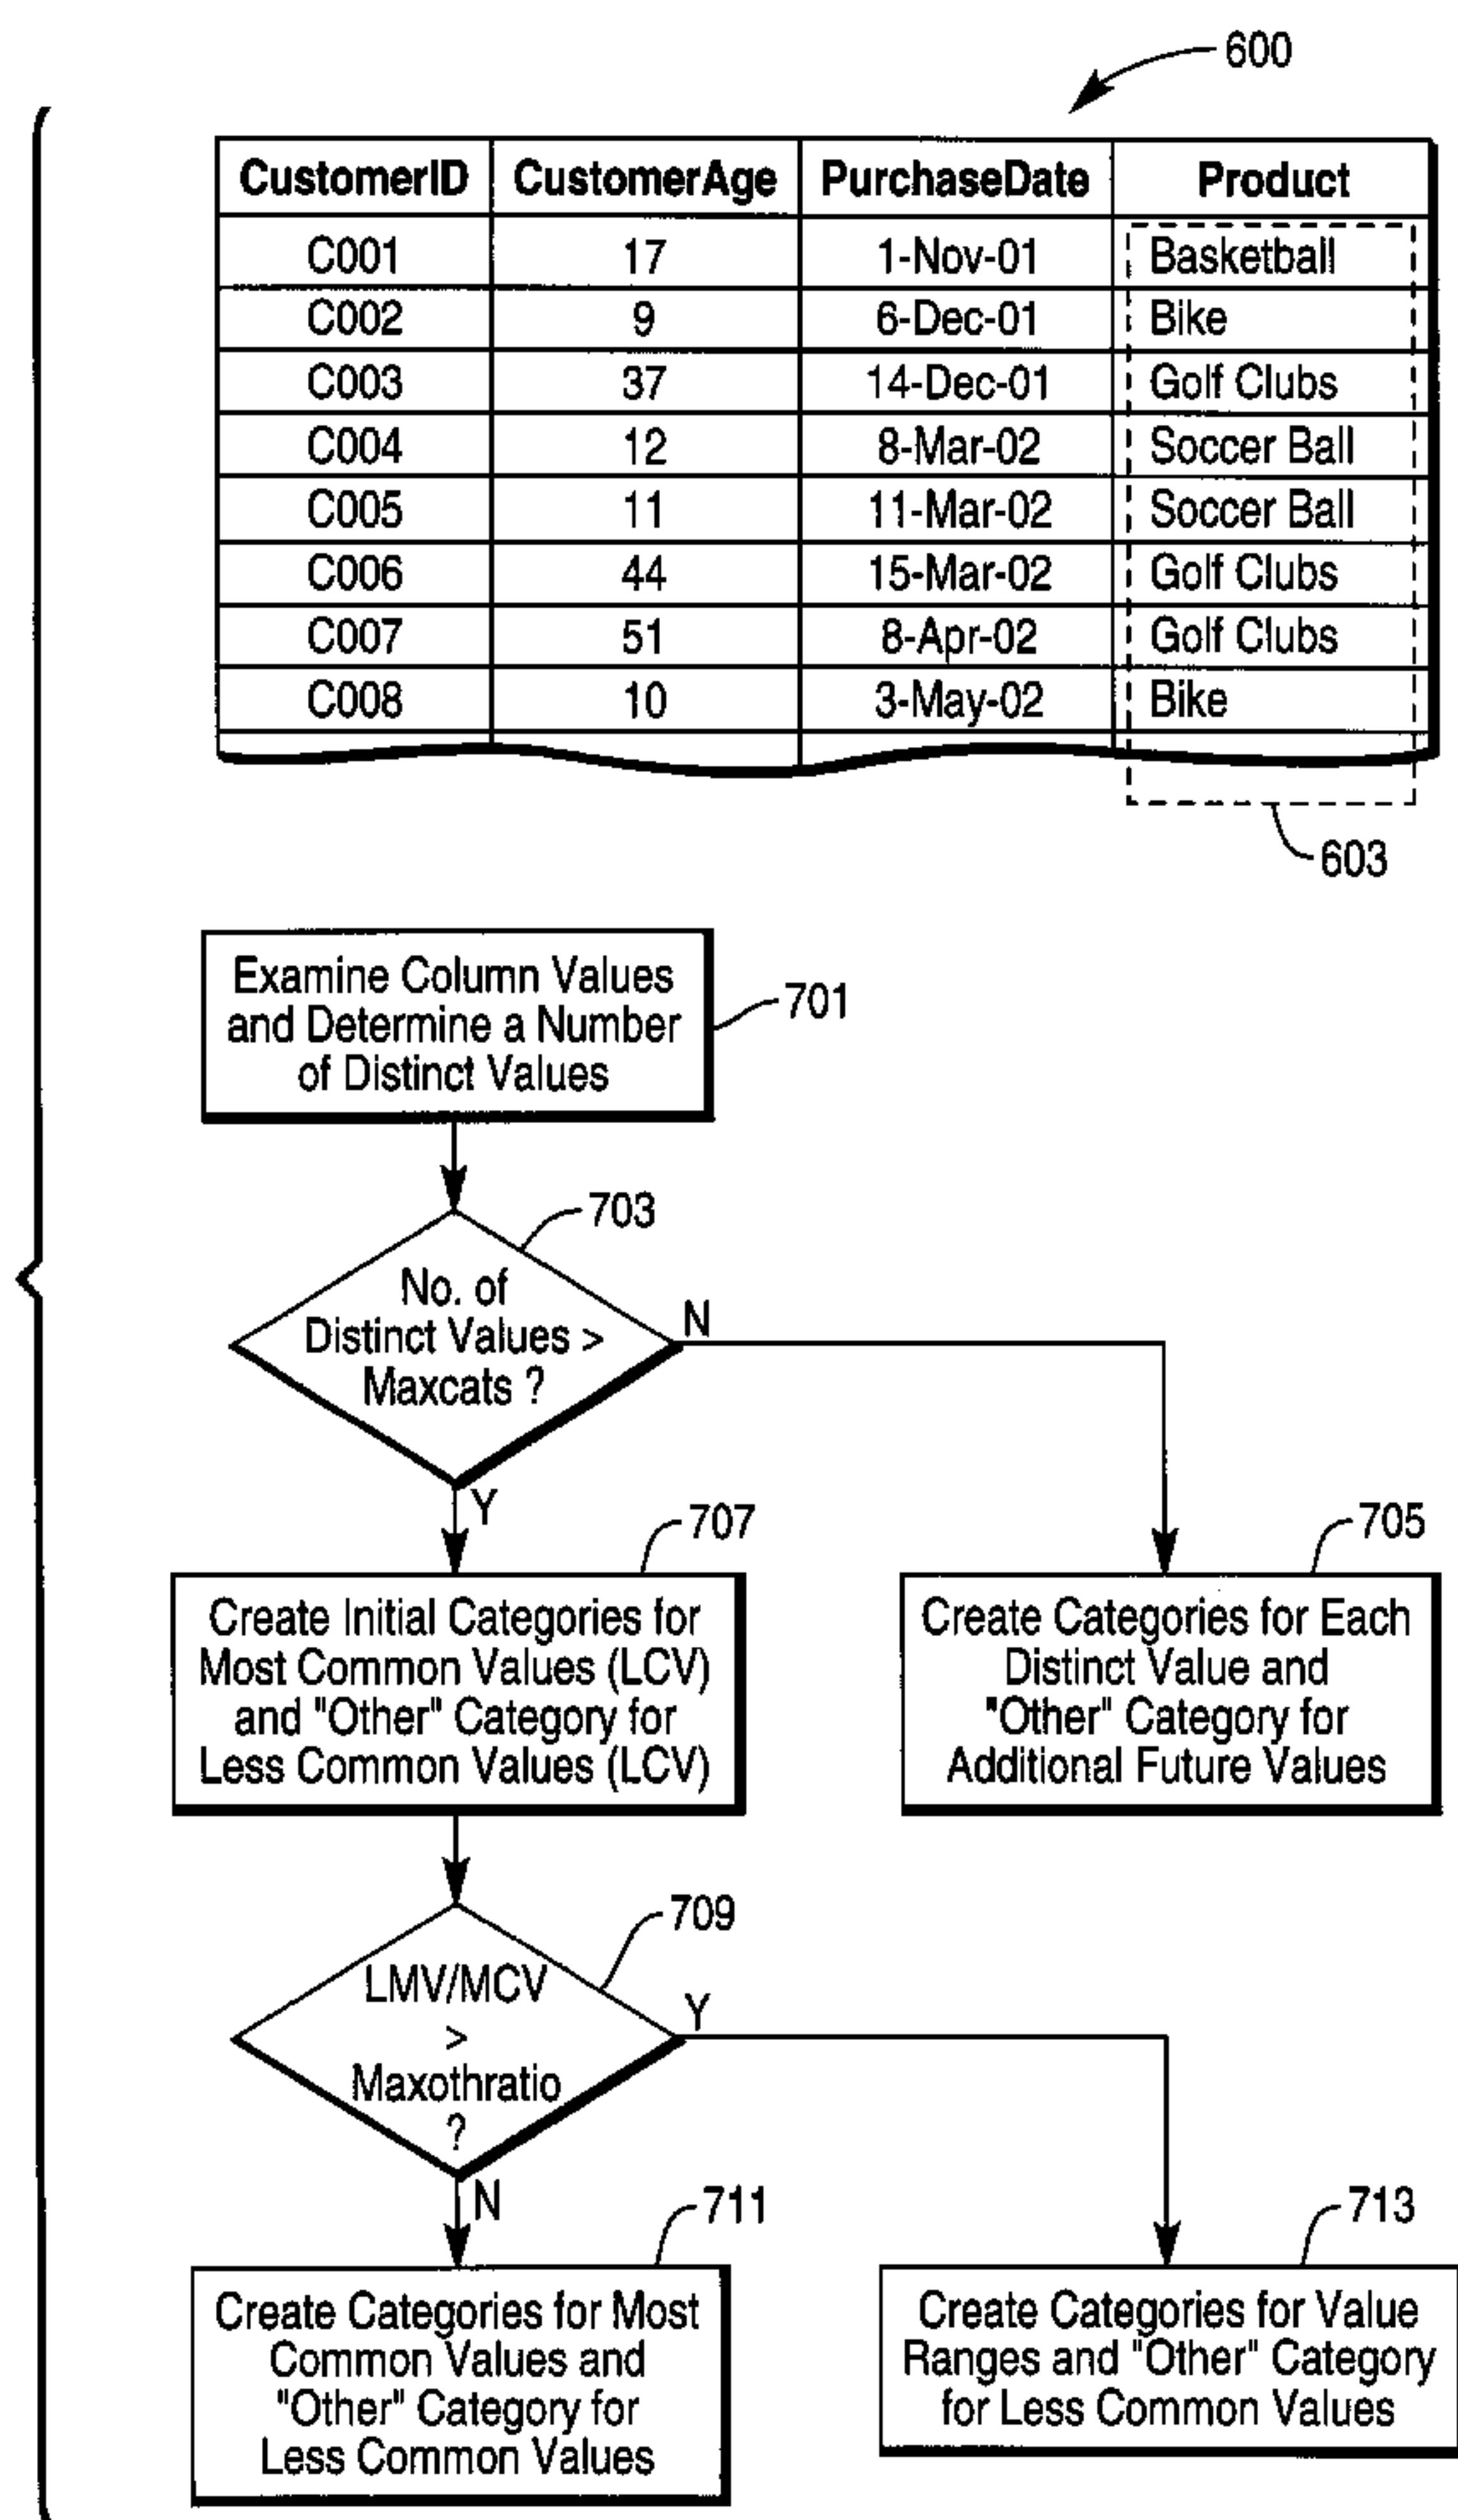 600
CustomerID CustomerAge PurchaseDate Product
C001 17 1-Nov-01 Basketball
C002 9 6-Dec-01 Bike
C003 37 14-Dec-01 Golf Clubs
C004 12 8-Mar-02 Soccer Ball
C005 11 11-Mar-02 Soccer Ball
C006 44 15-Mar-02 Golf Clubs
C007 51 8-Apr-02 Golf Clubs
C008 10 3-May-02 Bike
603
Examine Column Values
and Determine a Number
of Distinct Values
701
703
No. of
Distinct Values >
Maxcats ?
N
Y
707
Create Initial Categories for
Most Common Values (LCV)
and "Other" Category for
Less Common Values (LCV)
705
Create Categories for Each
Distinct Value and
"Other" Category for
Additional Future Values
709
LMV/MCV
>
Maxothratio
?
Y
N
711
Create Categories for Most
Common Values and
"Other" Category for
Less Common Values
713
Create Categories for Value
Ranges and "Other" Category
for Less Common Values